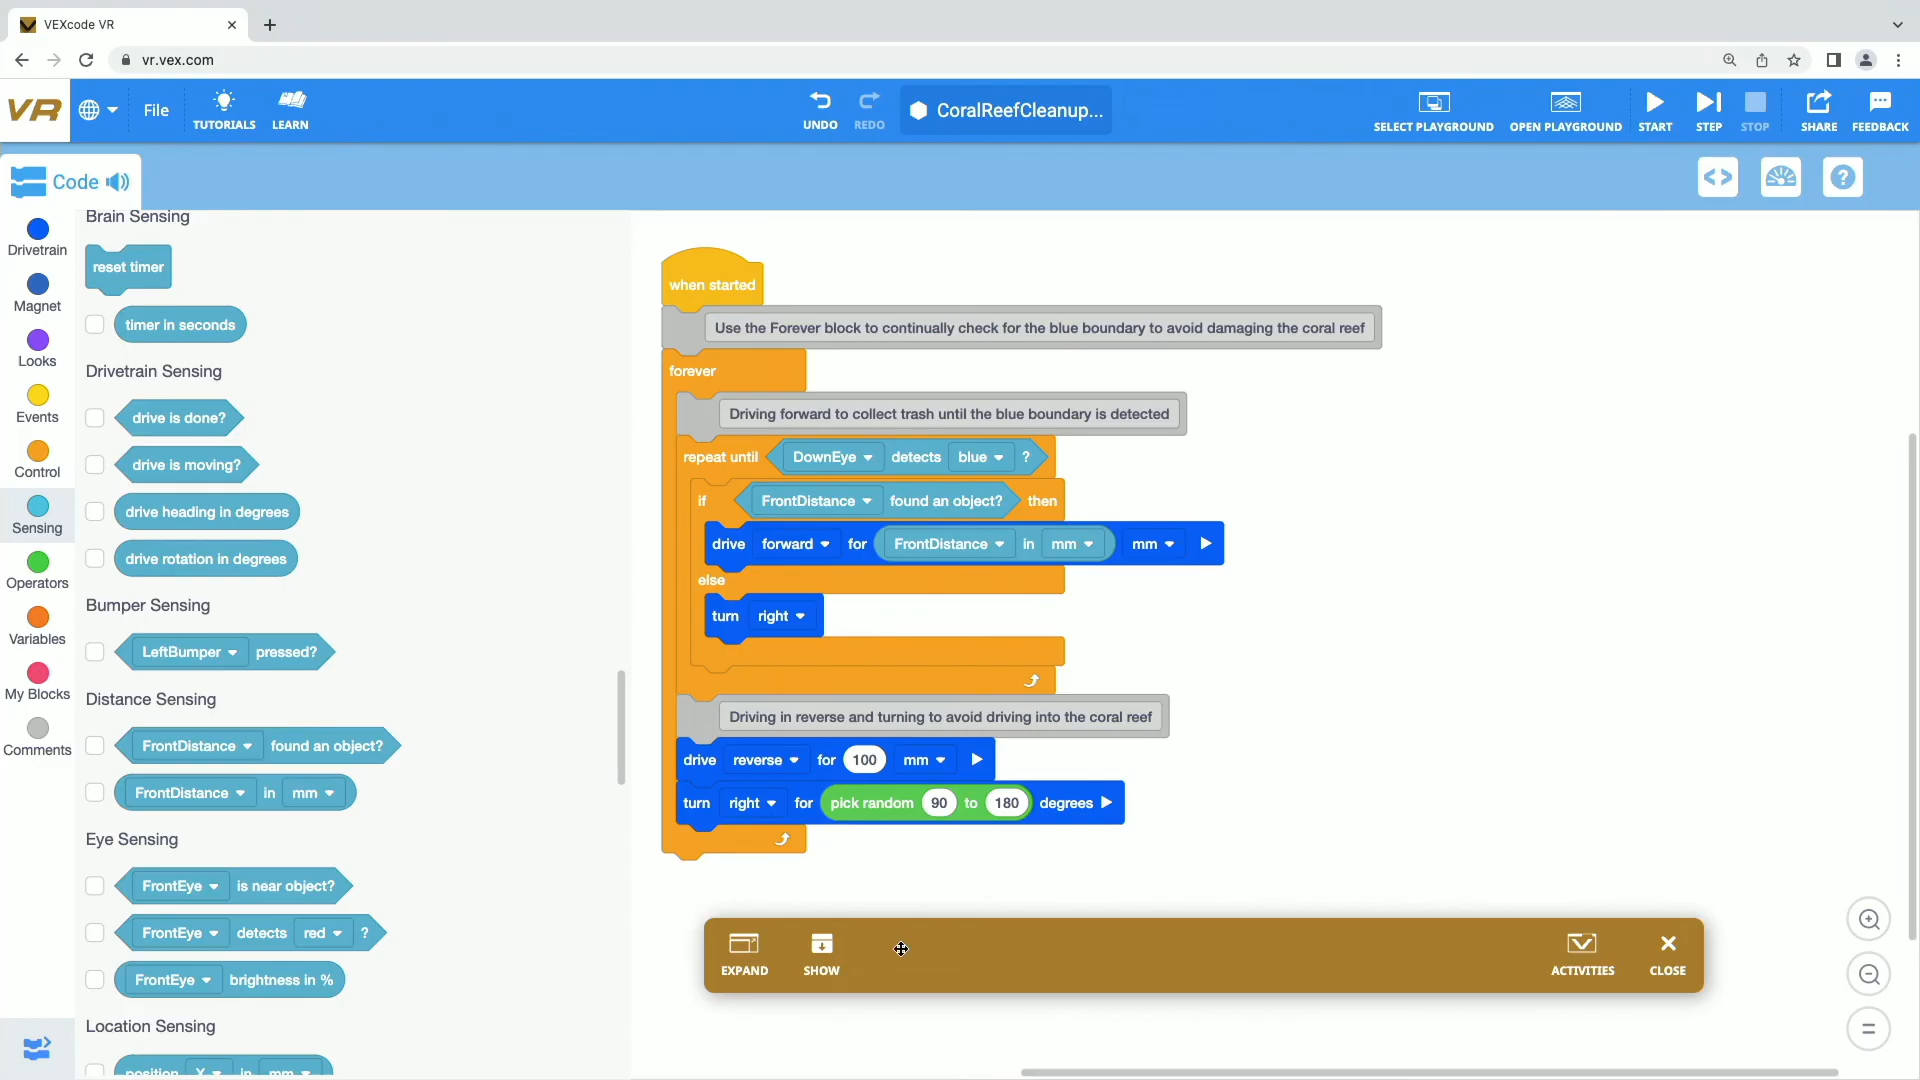 VEXcode VR
vr.vex.com
VR
File
TUTORIALS
LEARN
UNDO
REDO
CoralReefCleanup...
SELECT PLAYGROUND
OPEN PLAYGROUND
START
STEP
STOP
SHARE
FEEDBACK
Code
Drivetrain
Magnet
Looks
Events
Control
Sensing
Operators
Variables
My Blocks
Comments
Brain Sensing
reset timer
timer in seconds
Drivetrain Sensing
drive is done?
drive is moving?
drive heading in degrees
drive rotation in degrees
Bumper Sensing
LeftBumper pressed?
Distance Sensing
FrontDistance found an object?
FrontDistance in mm
Eye Sensing
FrontEye is near object?
FrontEye detects red ?
FrontEye brightness in %
Location Sensing
position X in mm
when started
Use the Forever block to continually check for the blue boundary to avoid damaging the coral reef
forever
Driving forward to collect trash until the blue boundary is detected
repeat until DownEye detects blue ?
if FrontDistance found an object? then
drive forward for FrontDistance in mm mm
else
turn right
Driving in reverse and turning to avoid driving into the coral reef
drive reverse for 100 mm
turn right for pick random 90 to 180 degrees
EXPAND
SHOW
ACTIVITIES
CLOSE